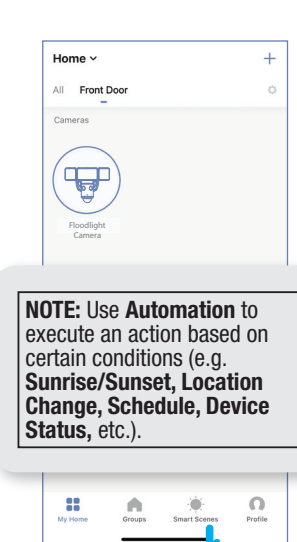 Home
All Front Door
Cameras
Floodlight
Camera
NOTE: Use Automation to
execute an action based on
certain conditions (e.g.
Sunrise/Sunset, Location
Change, Schedule, Device
Status, etc.).
My Home Groups Smart Scenes Profile